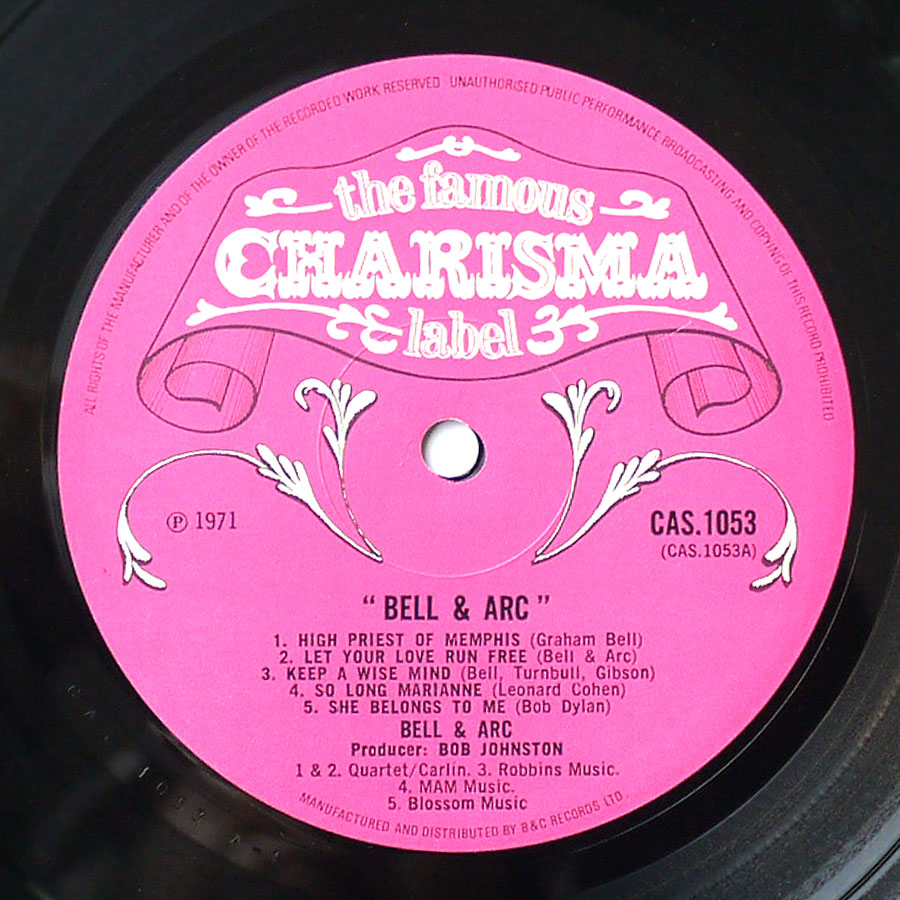 ALL RIGHTS OF THE MANUFACTURER AND OF THE OWNER OF THE RECORDED WORK RESERVED · UNAUTHORISED PUBLIC PERFORMANCE BROADCASTING AND COPYING OF THIS RECORD PROHIBITED
the famous
CHARISMA
label
℗ 1971
CAS.1053
(CAS.1053A)
"BELL & ARC"
1. HIGH PRIEST OF MEMPHIS (Graham Bell)
2. LET YOUR LOVE RUN FREE (Bell & Arc)
3. KEEP A WISE MIND (Bell, Turnbull, Gibson)
4. SO LONG MARIANNE (Leonard Cohen)
5. SHE BELONGS TO ME (Bob Dylan)
BELL & ARC
Producer: BOB JOHNSTON
1 & 2. Quartet/Carlin. 3. Robbins Music.
4. MAM Music.
5. Blossom Music
MANUFACTURED AND DISTRIBUTED BY B&C RECORDS LTD.